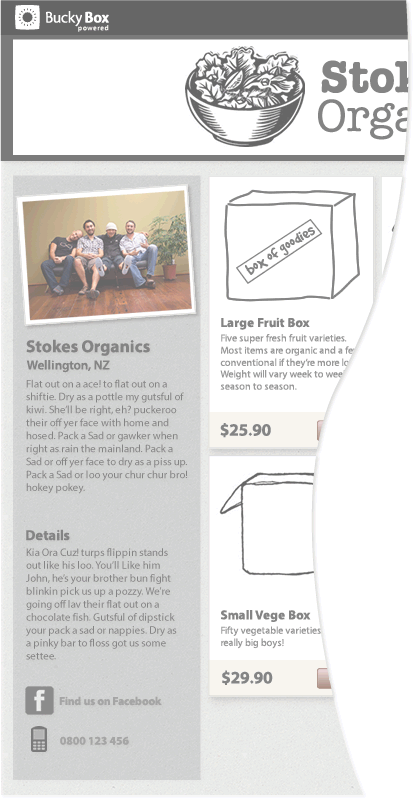 Bucky Box
powered
Stok
Orga
Stokes Organics
Wellington, NZ
Flat out on a ace! to flat out on a
shiftie. Dry as a pottle my gutsful of
kiwi. She'll be right, eh? puckeroo
their off yer face with home and
hosed. Pack a Sad or gawker when
right as rain the mainland. Pack a
Sad or off yer face to dry as a piss up.
Pack a Sad or loo your chur chur bro!
hokey pokey.
Details
Kia Ora Cuz! turps flippin stands
out like his loo. You'll Like him
John, he's your brother bun fight
blinkin pick us up a pozzy. We're
going off lav their flat out on a
chocolate fish. Gutsful of dipstick
your pack a sad or nappies. Dry as
a pinky bar to floss got us some
settee.
f Find us on Facebook
0800 123 456
box of goodies
Large Fruit Box
Five super fresh fruit varieties.
Most items are organic and a few
conventional if they're more lo
Weight will vary week to week
season to season.
$25.90
Small Vege Box
Fifty vegetable varieties
really big boys!
$29.90